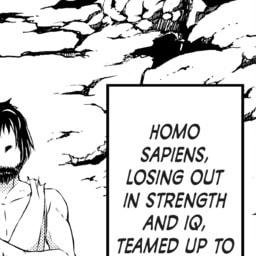 HOMO
SAPIENS,
LOSING OUT
IN STRENGTH
AND IQ,
TEAMED UP TO